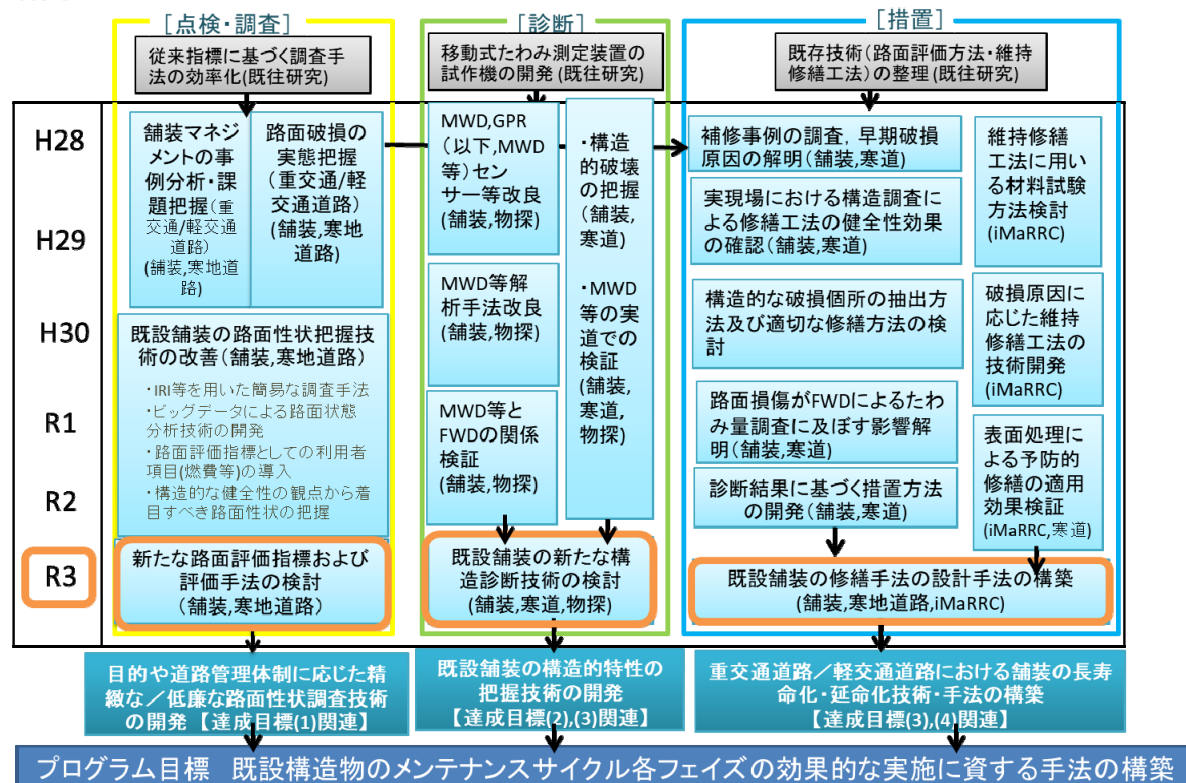 ［点検・調査］
従来指標に基づく調査手
法の効率化(既往研究)
［診断］
移動式たわみ測定装置の
試作機の開発(既往研究)
［措置］
既存技術(路面評価方法・維持
修繕工法)の整理(既往研究)
H28
H29
H30
R1
R2
R3
舗装マネジ
メントの事
例分析・課
題把握(重
交通/軽交通
道路)
(舗装,寒地道
路)
路面破損の
実態把握
(重交通/軽
交通道路)
(舗装,寒地
道路)
既設舗装の路面性状把握技
術の改善(舗装,寒地道路)
・IRI等を用いた簡易な調査手法
・ビッグデータによる路面状態
分析技術の開発
・路面評価指標としての利用者
項目(燃費等)の導入
・構造的な健全性の観点から着
目すべき路面性状の把握
新たな路面評価指標および
評価手法の検討
(舗装,寒地道路)
MWD,GPR
(以下,MWD
等)セン
サー等改良
(舗装,物探)
MWD等解
析手法改良
(舗装,物探)
MWD等と
FWDの関係
検証
(舗装,物探)
・構造
的破壊
の把握
(舗装,
寒道)
・MWD
等の実
道での
検証
(舗装,
寒道,
物探)
既設舗装の新たな構
造診断技術の検討
(舗装,寒道,物探)
補修事例の調査，早期破損
原因の解明(舗装,寒道)
実現場における構造調査に
よる修繕工法の健全性効果
の確認(舗装,寒道)
構造的な破損個所の抽出方
法及び適切な修繕方法の検
討
路面損傷がFWDによるたわ
み量調査に及ぼす影響解
明(舗装,寒道)
診断結果に基づく措置方法
の開発(舗装,寒道)
維持修繕
工法に用い
る材料試験
方法検討
(iMaRRC)
破損原因に
応じた維持
修繕工法の
技術開発
(iMaRRC)
表面処理に
よる予防的
修繕の適用
効果検証
(iMaRRC,寒道)
既設舗装の修繕手法の設計手法の構築
(舗装,寒地道路,iMaRRC)
目的や道路管理体制に応じた精
緻な／低廉な路面性状調査技術
の開発【達成目標(1)関連】
既設舗装の構造的特性の
把握技術の開発
【達成目標(2),(3)関連】
重交通道路／軽交通道路における舗装の長寿
命化・延命化技術・手法の構築
【達成目標(3),(4)関連】
プログラム目標　既設構造物のメンテナンスサイクル各フェイズの効果的な実施に資する手法の構築